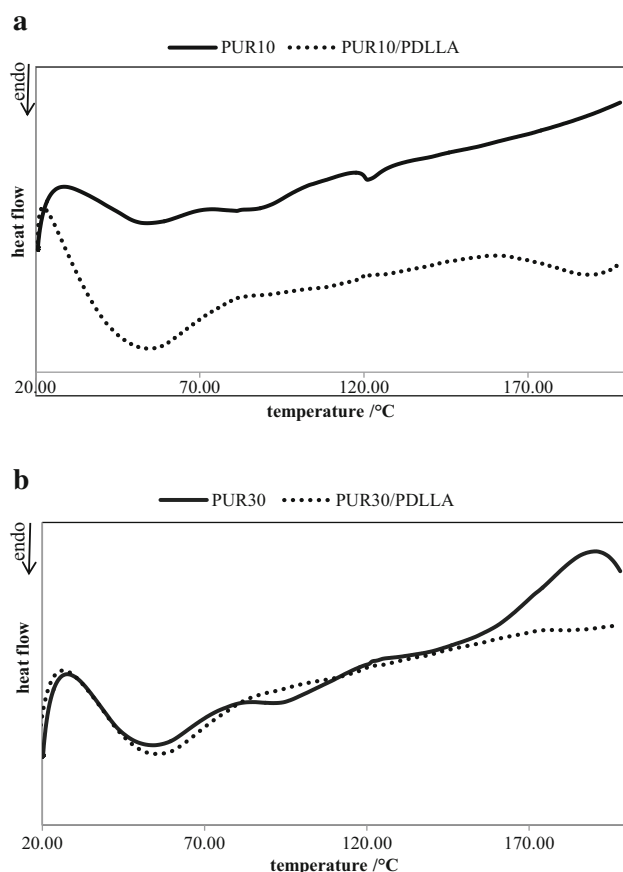 a
PUR10 PUR10/PDLLA
endo
heat flow
20.00 70.00 120.00 170.00
temperature /°C
b
PUR30 PUR30/PDLLA
endo
heat flow
20.00 70.00 120.00 170.00
temperature /°C